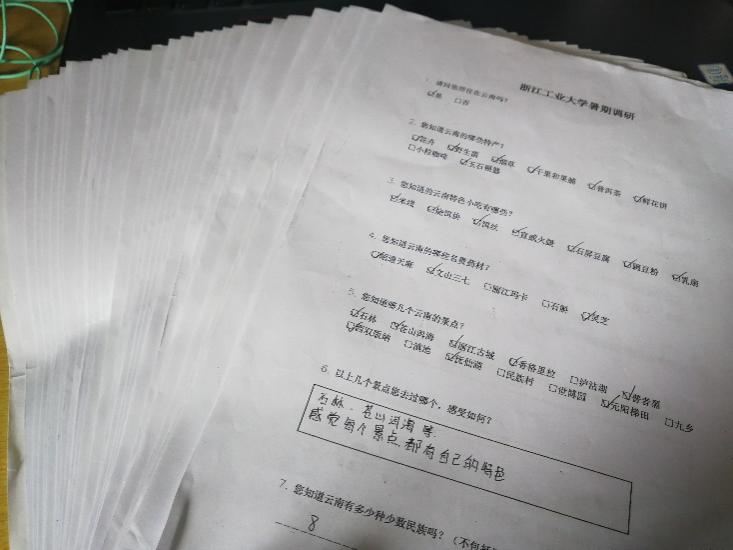 浙江工业大学暑期调研
1. 请问您居住在云南吗?
☑是 □否
2. 您知道云南的哪些特产?
☑花卉 ☑野生菌 ☑烟草 ☑干果和果脯 ☑普洱茶 ☑鲜花饼
□小粒咖啡 ☑玉石银器
3. 您知道的云南特色小吃有哪些?
☑米线 ☑烧饵块 ☑饵丝 ☑宣威火腿 ☑石屏豆腐 ☑豌豆粉 ☑乳扇
4. 您知道云南的哪些名贵药材?
☑昭通天麻 ☑文山三七 □丽江玛卡 □石斛 ☑灵芝
5. 您知道哪几个云南的景点?
☑石林 ☑苍山洱海 ☑丽江古城 ☑香格里拉 □泸沽湖 ☑普者黑
☑西双版纳 □滇池 ☑抚仙湖 □民族村 □世博园 ☑元阳梯田 □九乡
6. 以上几个景点您去过哪个,感受如何?
石林、苍山洱海等
感觉每个景点都有自己的特色
7. 您知道云南有多少种少数民族吗?(不包括
8